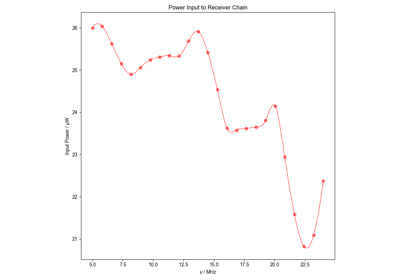 Power Input to Receiver Chain
Input Power / μW
26
25
24
23
22
21
5.0 7.5 10.0 12.5 15.0 17.5 20.0 22.5
ν / MHz